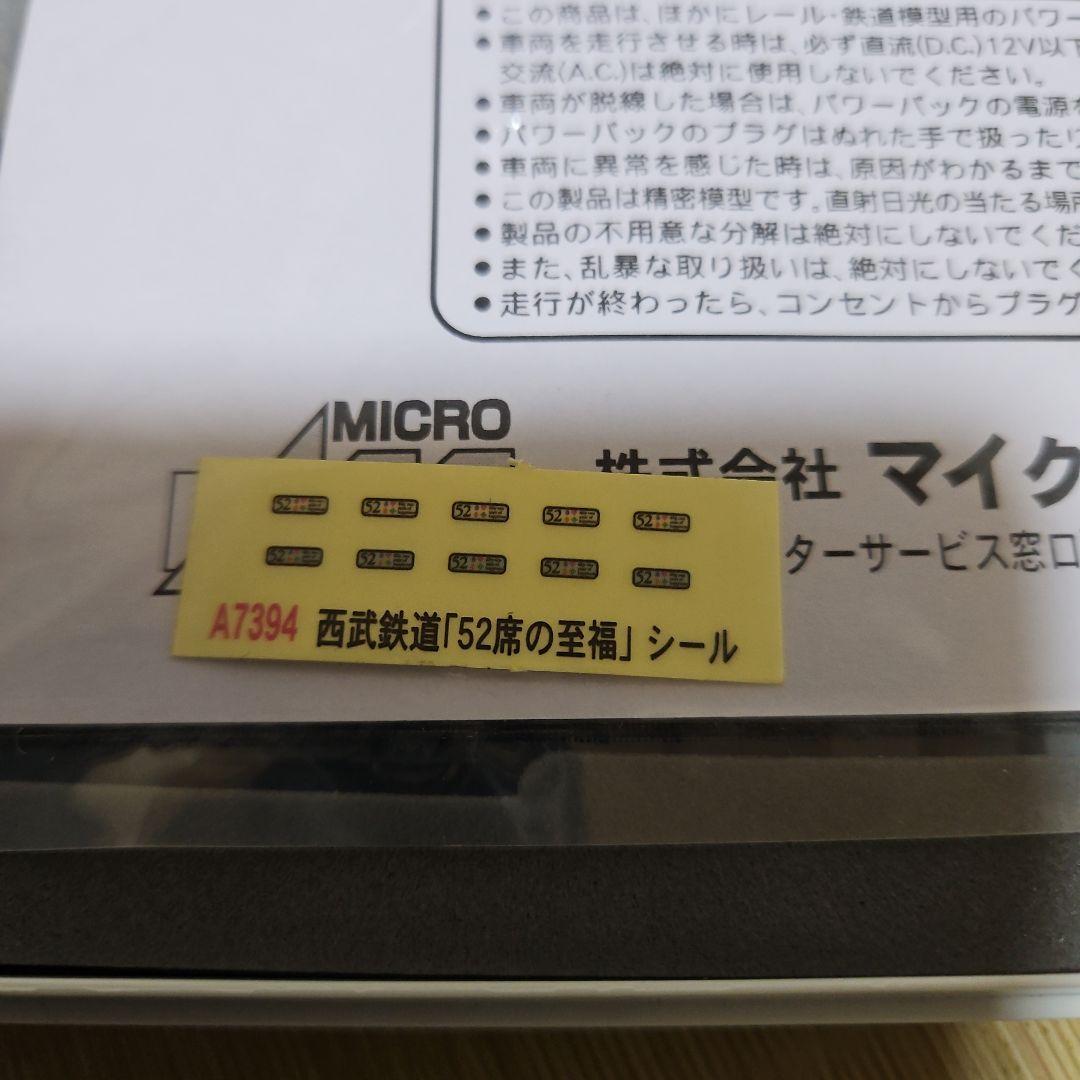 • この商品は、ほかにレール・鉄道模型用のパワー
• 車両を走行させる時は、必ず直流(D.C.)12V以下
交流(A.C.)は絶対に使用しないでください。
• 車両が脱線した場合は、パワーパックの電源を
• パワーパックのプラグはぬれた手で扱ったり
• 車両に異常を感じた時は、原因がわかるまで
• この製品は精密模型です。直射日光の当たる場所
• 製品の不用意な分解は絶対にしないでくだ
• また、乱暴な取り扱いは、絶対にしないでく
• 走行が終わったら、コンセントからプラグ
MICRO
株式会社 マイク
ターサービス窓口
52 52 52 52 52
52 52 52 52 52
A7394 西武鉄道「52席の至福」シール